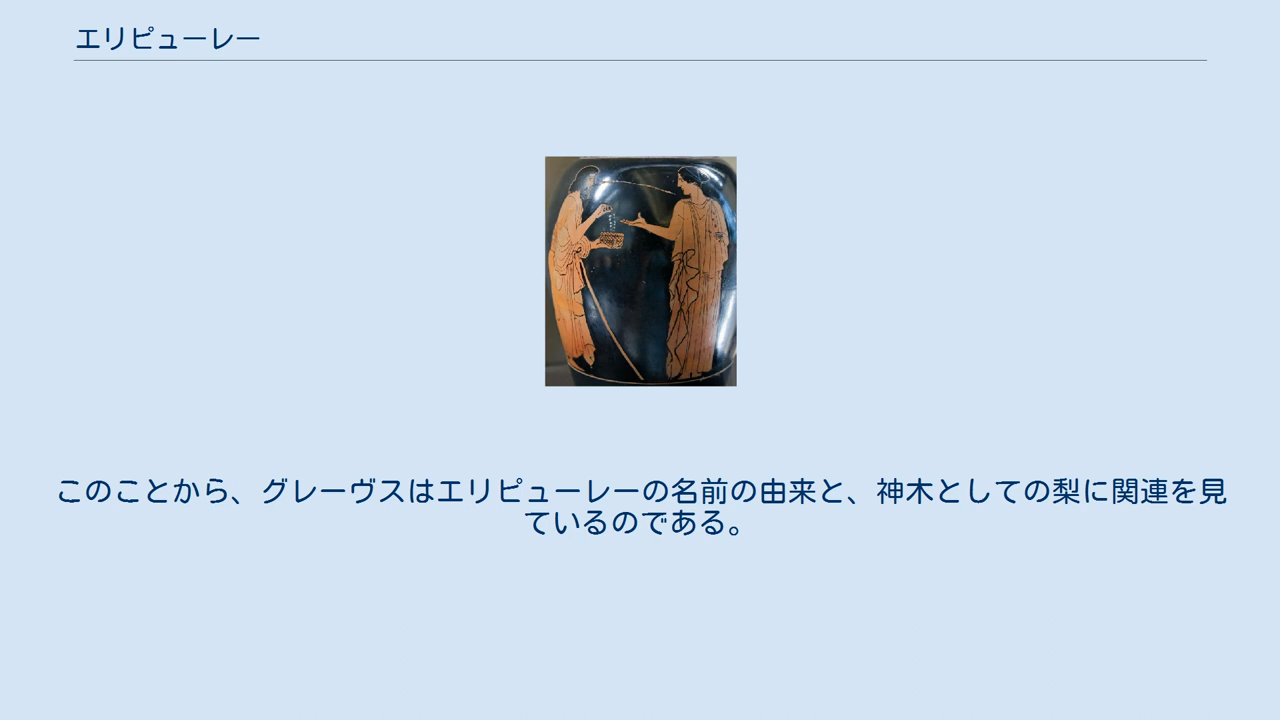 エリピューレー
このことから、グレーヴスはエリピューレーの名前の由来と、神木としての梨に関連を見
ているのである。